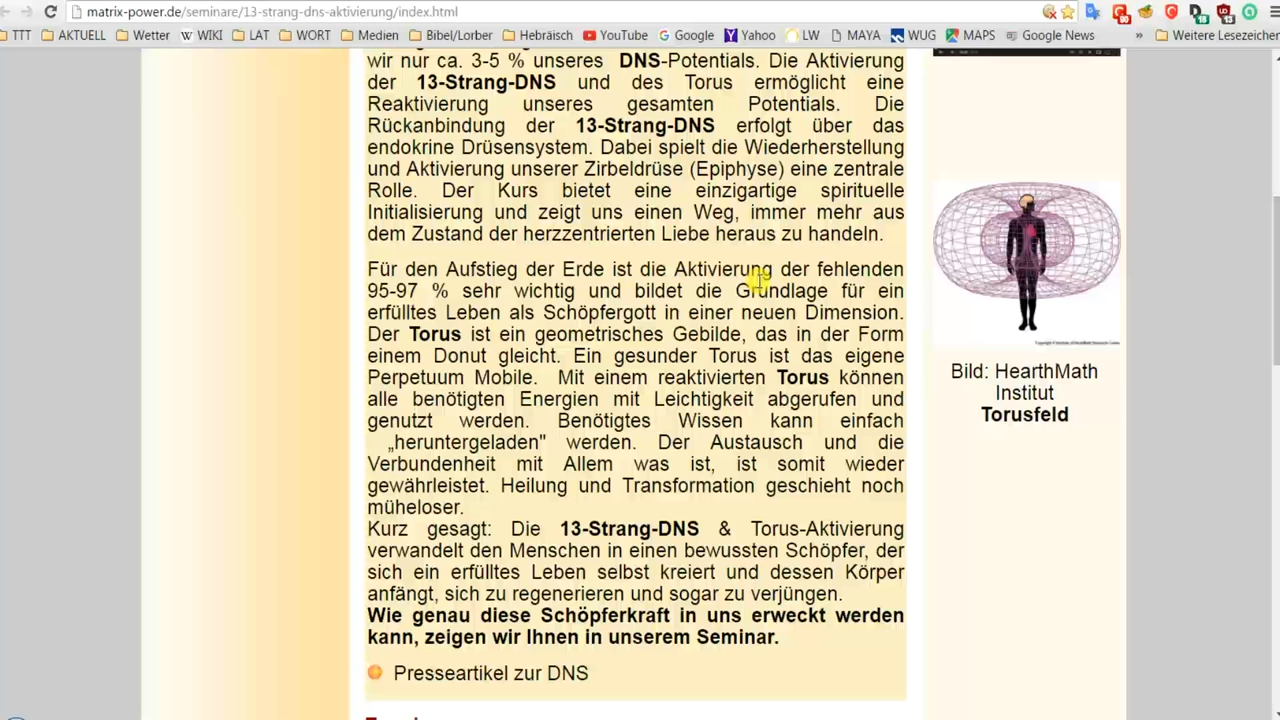 matrix-power.de/seminare/13-strang-dns-aktivierung/index.html
TTT AKTUELL Wetter WIKI LAT WORT Medien Bibel/Lorber Hebräisch YouTube Google Yahoo LW MAYA WUG MAPS Google News » Weitere Lesezeichen
wir nur ca. 3-5 % unseres DNS-Potentials. Die Aktivierung
der 13-Strang-DNS und des Torus ermöglicht eine
Reaktivierung unseres gesamten Potentials. Die
Rückanbindung der 13-Strang-DNS erfolgt über das
endokrine Drüsensystem. Dabei spielt die Wiederherstellung
und Aktivierung unserer Zirbeldrüse (Epiphyse) eine zentrale
Rolle. Der Kurs bietet eine einzigartige spirituelle
Initialisierung und zeigt uns einen Weg, immer mehr aus
dem Zustand der herzzentrierten Liebe heraus zu handeln.
Für den Aufstieg der Erde ist die Aktivierung der fehlenden
95-97 % sehr wichtig und bildet die Grundlage für ein
erfülltes Leben als Schöpfergott in einer neuen Dimension.
Der Torus ist ein geometrisches Gebilde, das in der Form
einem Donut gleicht. Ein gesunder Torus ist das eigene
Perpetuum Mobile. Mit einem reaktivierten Torus können
alle benötigten Energien mit Leichtigkeit abgerufen und
genutzt werden. Benötigtes Wissen kann einfach
„heruntergeladen" werden. Der Austausch und die
Verbundenheit mit Allem was ist, ist somit wieder
gewährleistet. Heilung und Transformation geschieht noch
müheloser.
Kurz gesagt: Die 13-Strang-DNS & Torus-Aktivierung
verwandelt den Menschen in einen bewussten Schöpfer, der
sich ein erfülltes Leben selbst kreiert und dessen Körper
anfängt, sich zu regenerieren und sogar zu verjüngen.
Wie genau diese Schöpferkraft in uns erweckt werden
kann, zeigen wir Ihnen in unserem Seminar.
Presseartikel zur DNS
Bild: HearthMath
Institut
Torusfeld